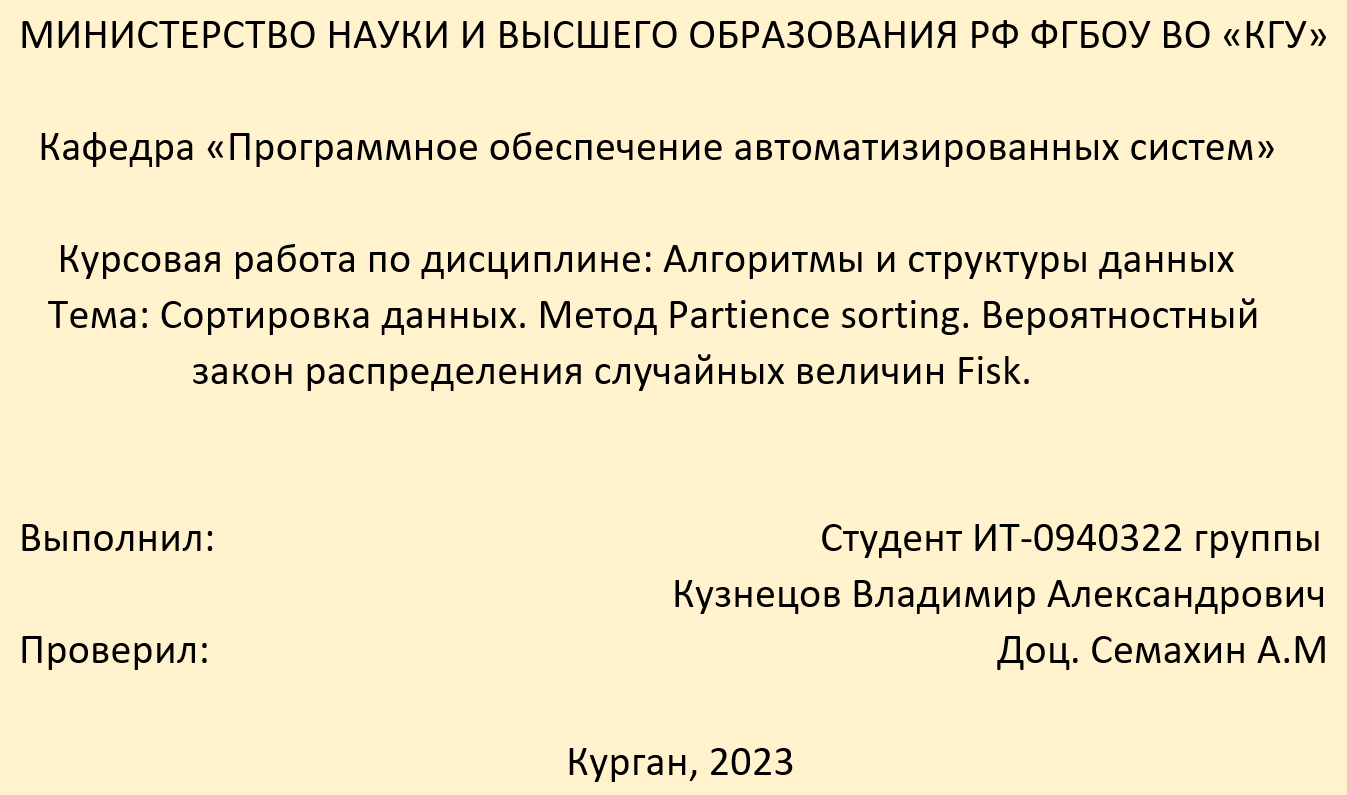 МИНИСТЕРСТВО НАУКИ И ВЫСШЕГО ОБРАЗОВАНИЯ РФ ФГБОУ ВО «КГУ»
Кафедра «Программное обеспечение автоматизированных систем»
Курсовая работа по дисциплине: Алгоритмы и структуры данных
Тема: Сортировка данных. Метод Partience sorting. Вероятностный
закон распределения случайных величин Fisk.
Выполнил: Студент ИТ-0940322 группы
Кузнецов Владимир Александрович
Проверил: Доц. Семахин А.М
Курган, 2023